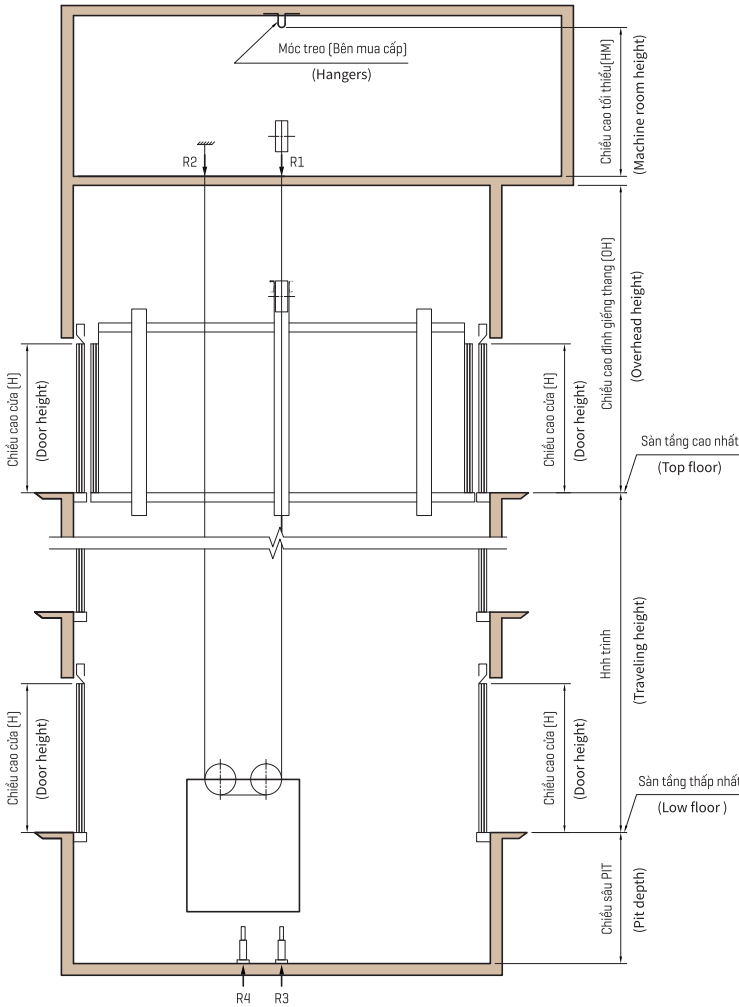 Móc treo [Bên mua cấp]
(Hangers)
Chiều cao tối thiểu[HM]
(Machine room height)
R2
R1
Chiều cao đỉnh giếng thang [OH]
(Overhead height)
Chiều cao cửa [H]
(Door height)
Chiều cao cửa [H]
(Door height)
Sàn tầng cao nhất
(Top floor)
Hnh trình
(Traveling height)
Chiều cao cửa [H]
(Door height)
Chiều cao cửa [H]
(Door height)
Sàn tầng thấp nhất
(Low floor )
Chiều sâu PIT
(Pit depth)
R4
R3